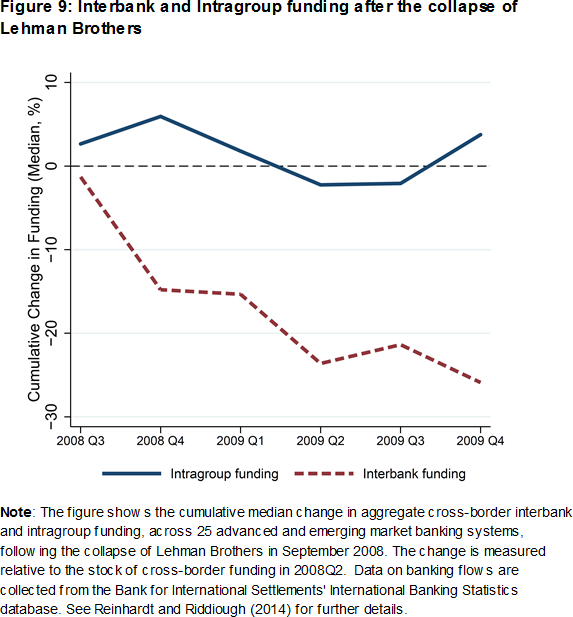 Figure 9: Interbank and Intragroup funding after the collapse of
Lehman Brothers
Cumulative Change in Funding (Median, %)
10
0
−10
−20
−30
2008 Q3 2008 Q4 2009 Q1 2009 Q2 2009 Q3 2009 Q4
Intragroup funding Interbank funding
Note: The figure shows the cumulative median change in aggregate cross-border interbank
and intragroup funding, across 25 advanced and emerging market banking systems,
following the collapse of Lehman Brothers in September 2008. The change is measured
relative to the stock of cross-border funding in 2008Q2. Data on banking flows are
collected from the Bank for International Settlements' International Banking Statistics
database. See Reinhardt and Riddiough (2014) for further details.